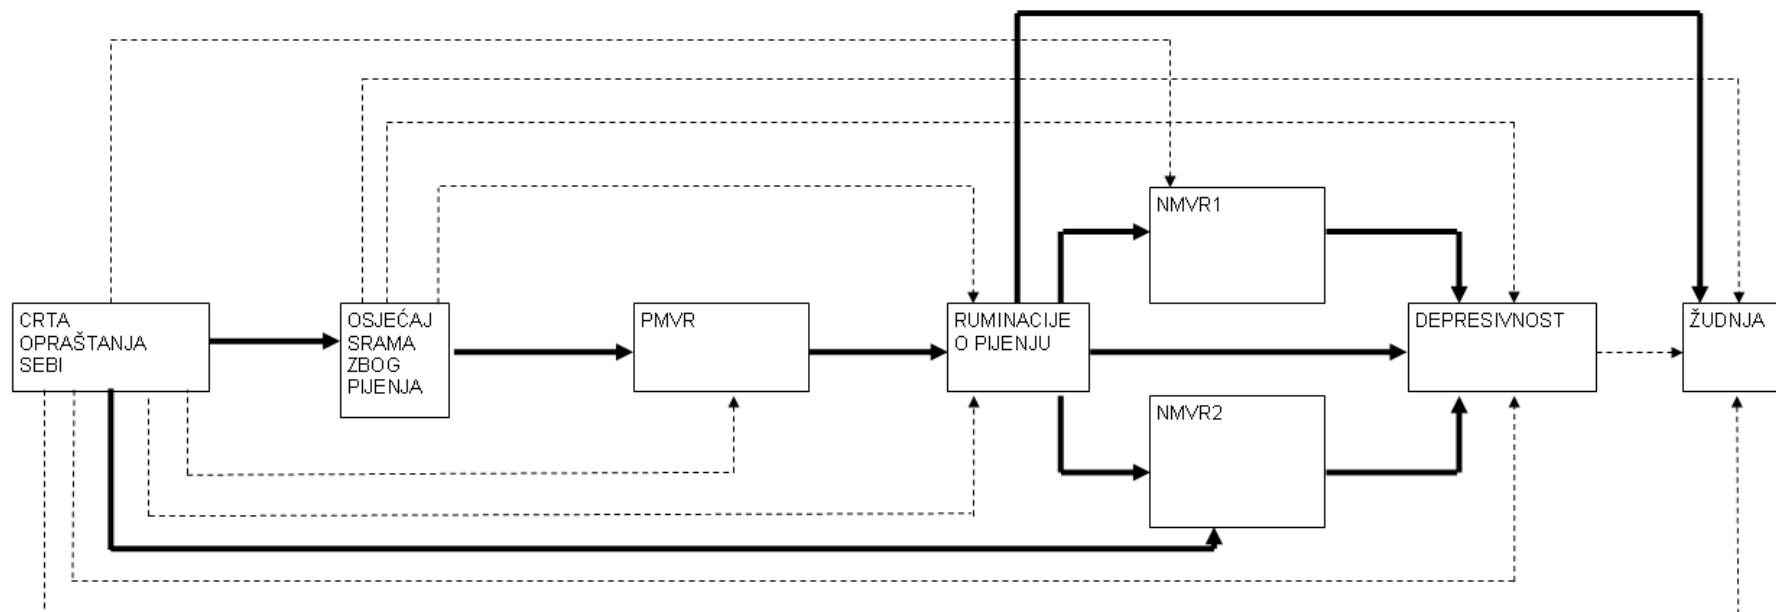 CRTA
OPRAŠTANJA
SEBI
OSJEĆAJ
SRAMA
ZBOG
PIJENJA
PMVR
RUMINACIJE
O PIJENJU
NMVR1
NMVR2
DEPRESIVNOST
ŽUDNJA